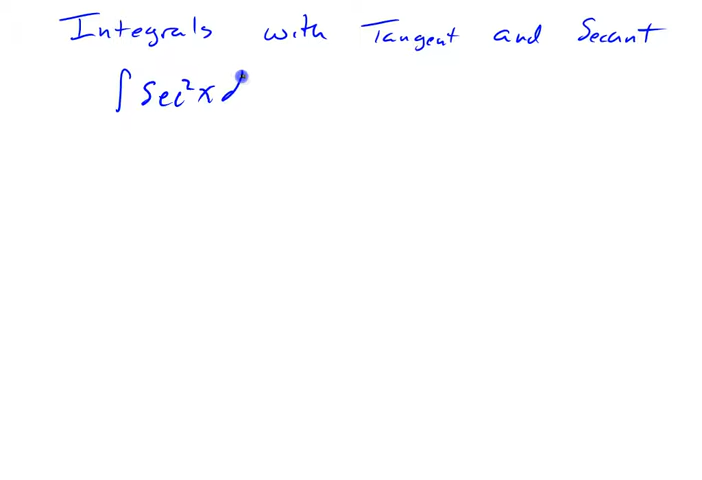 Integrals with Tangent and Secant
∫ Sec²x d